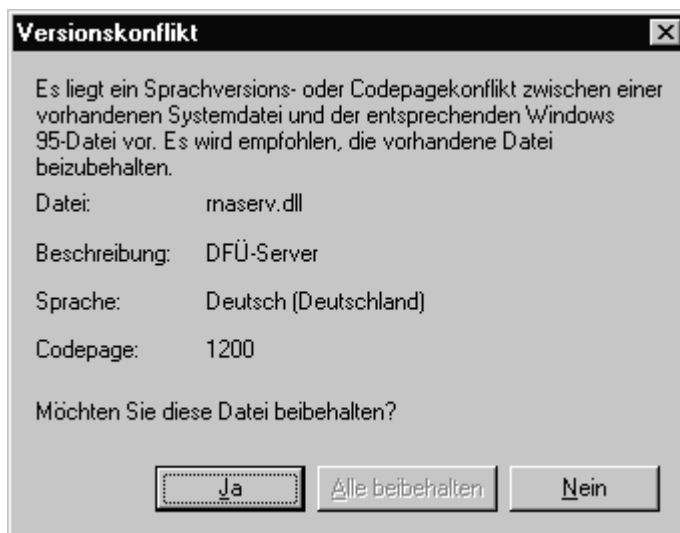 Versionskonflikt
Es liegt ein Sprachversions- oder Codepagekonflikt zwischen einer
vorhandenen Systemdatei und der entsprechenden Windows
95-Datei vor. Es wird empfohlen, die vorhandene Datei
beizubehalten.
Datei: rnaserv.dll
Beschreibung: DFÜ-Server
Sprache: Deutsch (Deutschland)
Codepage: 1200
Möchten Sie diese Datei beibehalten?
Ja Alle beibehalten Nein